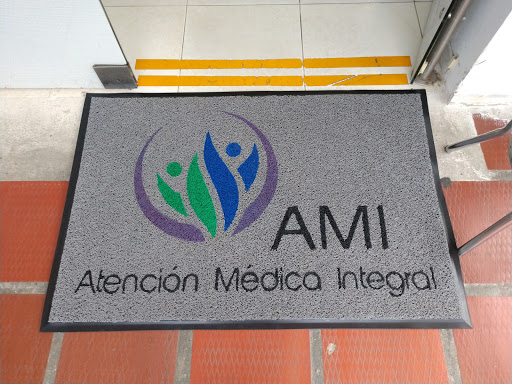 AMI
Atención Médica Integral